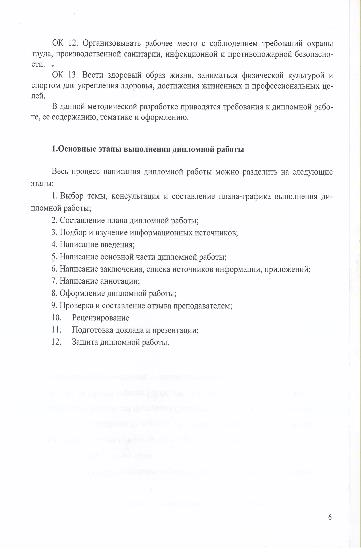 ОК 12. Организовывать рабочее место с соблюдением требований охраны
труда, производственной санитарии, инфекционной и противопожарной безопасно-
сти.
ОК 13. Вести здоровый образ жизни, заниматься физической культурой и
спортом для укрепления здоровья, достижения жизненных и профессиональных це-
лей.
В данной методической разработке приводятся требования к дипломной рабо-
те, ее содержанию, тематике и оформлению.
1.Основные этапы выполнения дипломной работы
Весь процесс написания дипломной работы можно разделить на следующие
этапы:
1. Выбор темы, консультация и составление плана-графика выполнения ди-
пломной работы;
2. Составление плана дипломной работы;
3. Подбор и изучение информационных источников;
4. Написание введения;
5. Написание основной части дипломной работы;
6. Написание заключения, списка источников информации, приложений;
7. Написание аннотации;
8. Оформление дипломной работы;
9. Проверка и составление отзыва преподавателем;
10. Рецензирование
11. Подготовка доклада и презентации;
12. Защита дипломной работы.
6